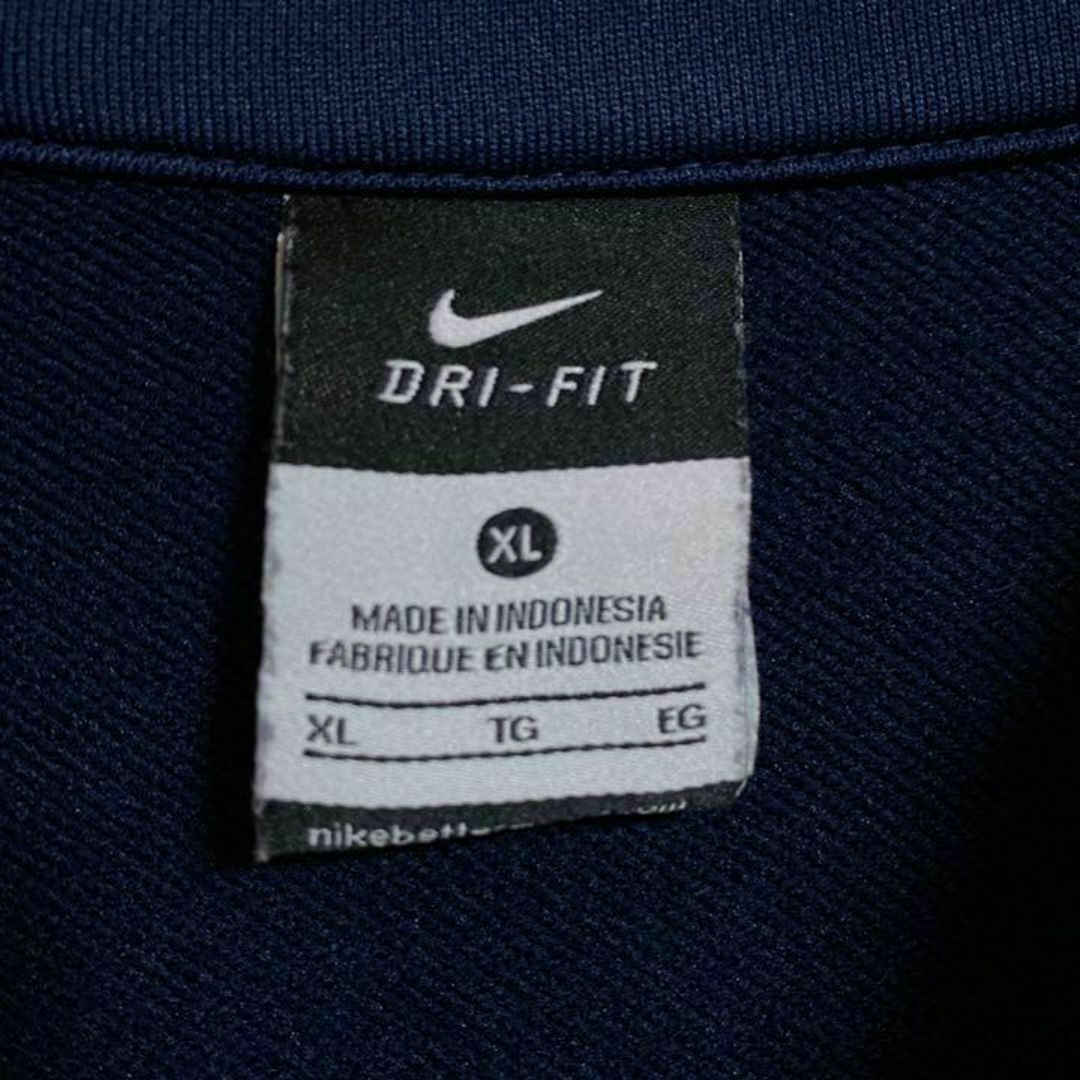 DRI-FIT
XL
MADE IN INDONESIA
FABRIQUE EN INDONESIE
XL TG EG